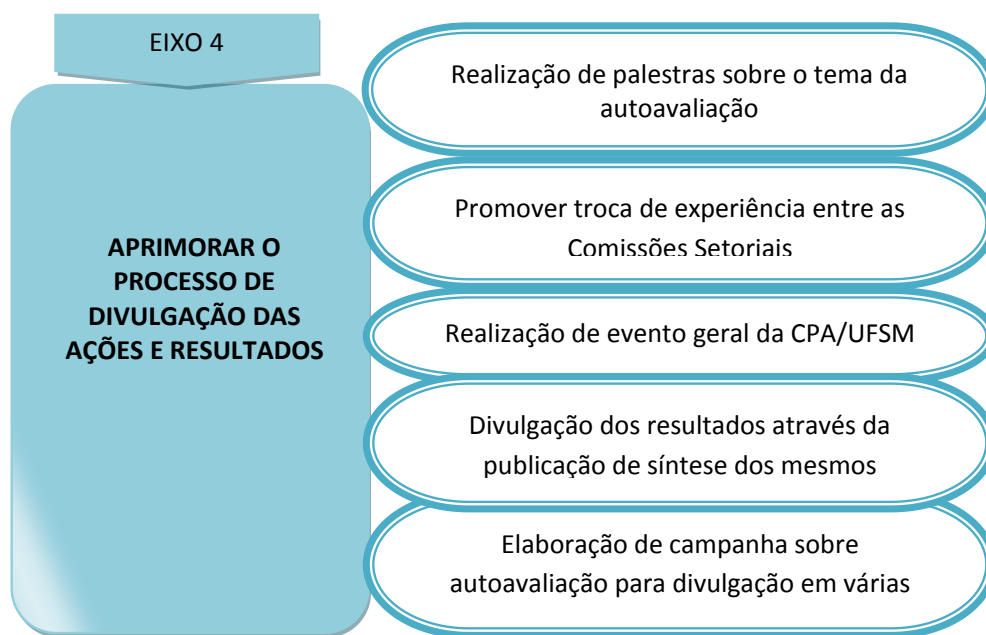 EIXO 4
APRIMORAR O
PROCESSO DE
DIVULGAÇÃO DAS
AÇÕES E RESULTADOS
Realização de palestras sobre o tema da
autoavaliação
Promover troca de experiência entre as
Comissões Setoriais
Realização de evento geral da CPA/UFSM
Divulgação dos resultados através da
publicação de síntese dos mesmos
Elaboração de campanha sobre
autoavaliação para divulgação em várias